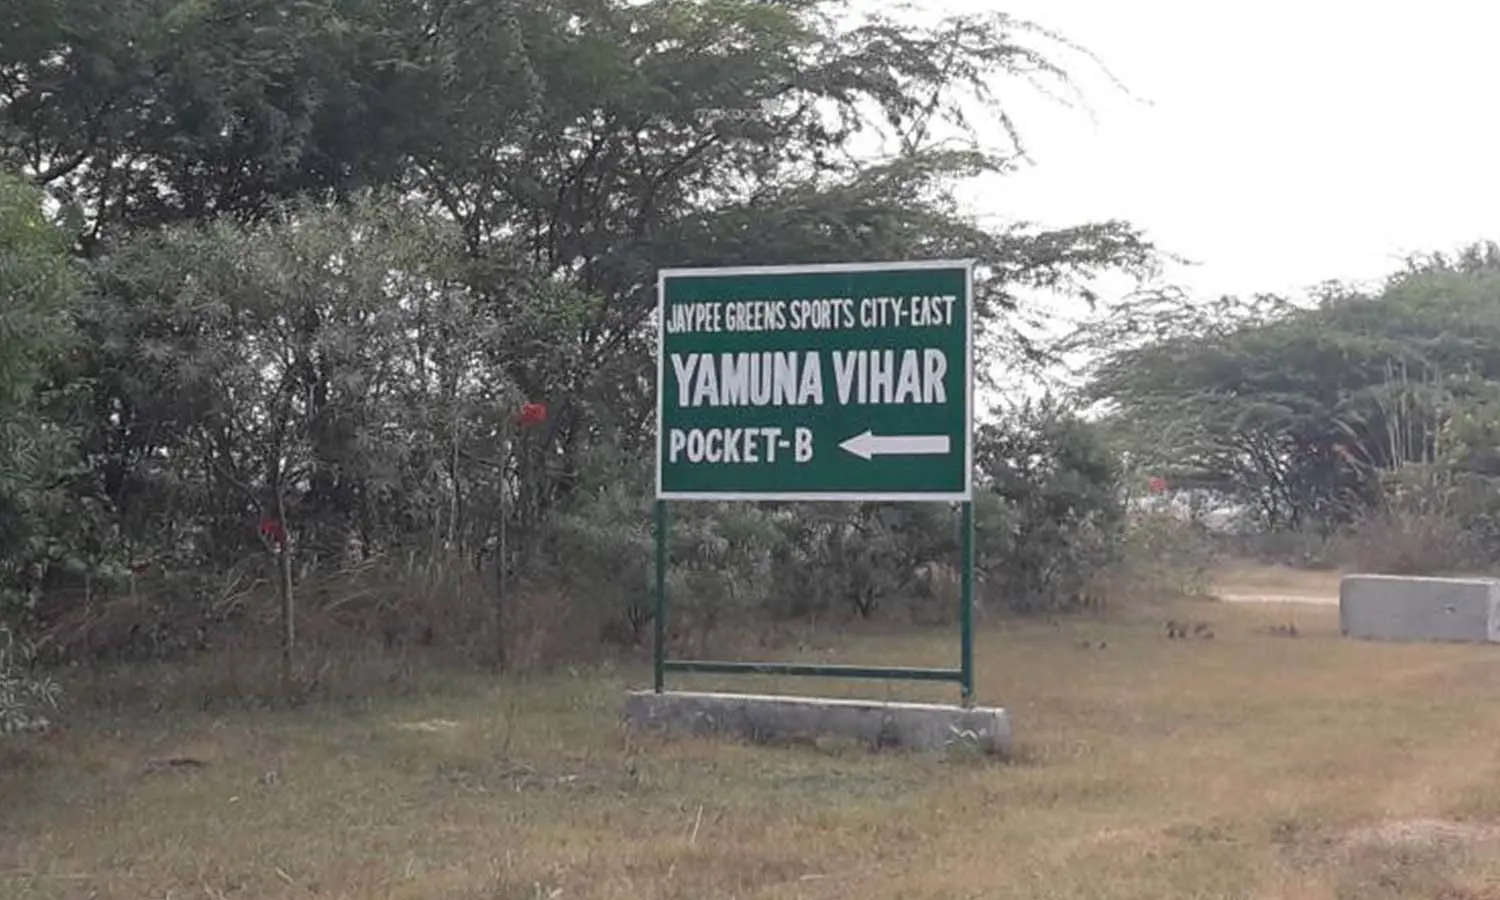 JAYPEE GREENS SPORTS CITY-EAST
YAMUNA VIHAR
POCKET-B